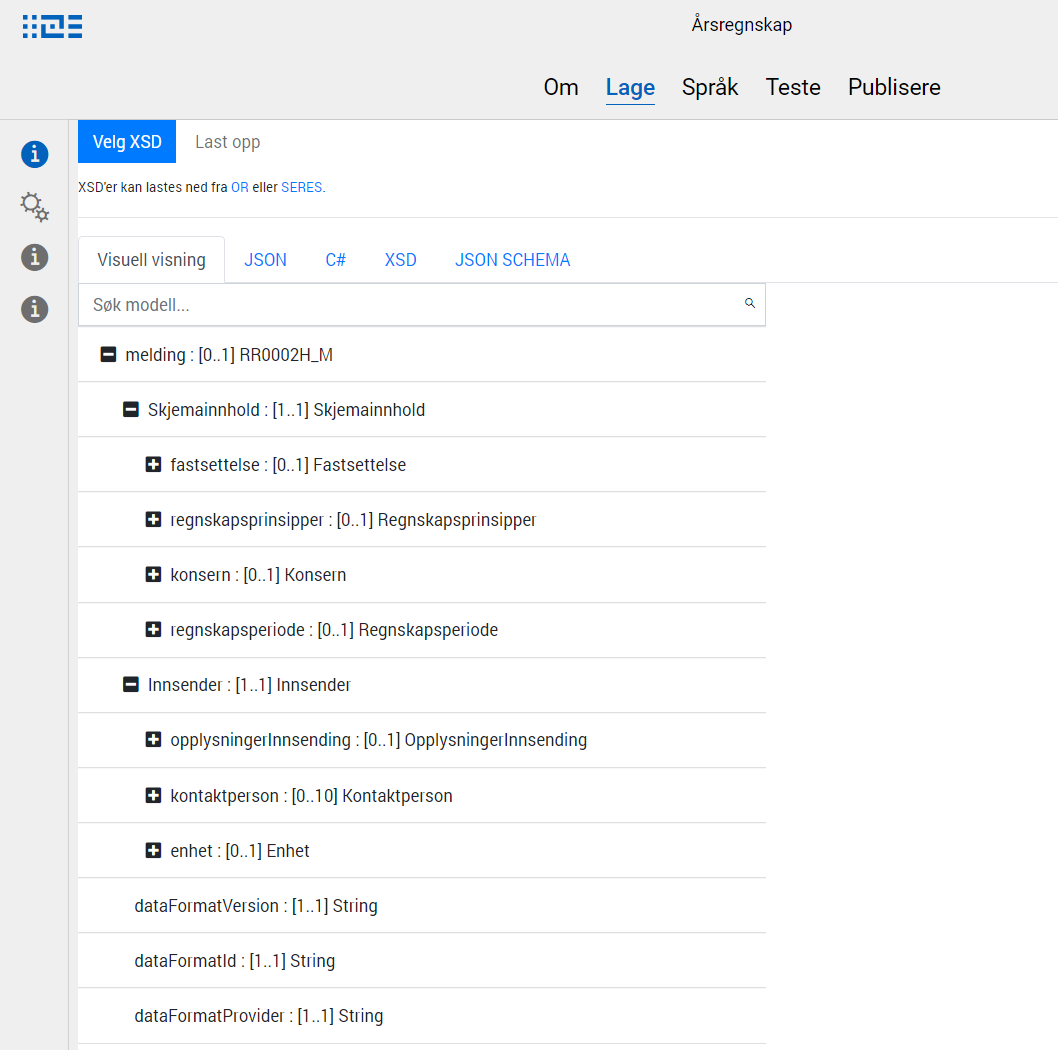 Årsregnskap
Om Lage Språk Teste Publisere
Velg XSD Last opp
XSD'er kan lastes ned fra OR eller SERES.
Visuell visning JSON C# XSD JSON SCHEMA
Søk modell...
melding : [0..1] RR0002H_M
Skjemainnhold : [1..1] Skjemainnhold
fastsettelse : [0..1] Fastsettelse
regnskapsprinsipper : [0..1] Regnskapsprinsipper
konsern : [0..1] Konsern
regnskapsperiode : [0..1] Regnskapsperiode
Innsender : [1..1] Innsender
opplysningerInnsending : [0..1] OpplysningerInnsending
kontaktperson : [0..10] Kontaktperson
enhet : [0..1] Enhet
dataFormatVersion : [1..1] String
dataFormatId : [1..1] String
dataFormatProvider : [1..1] String